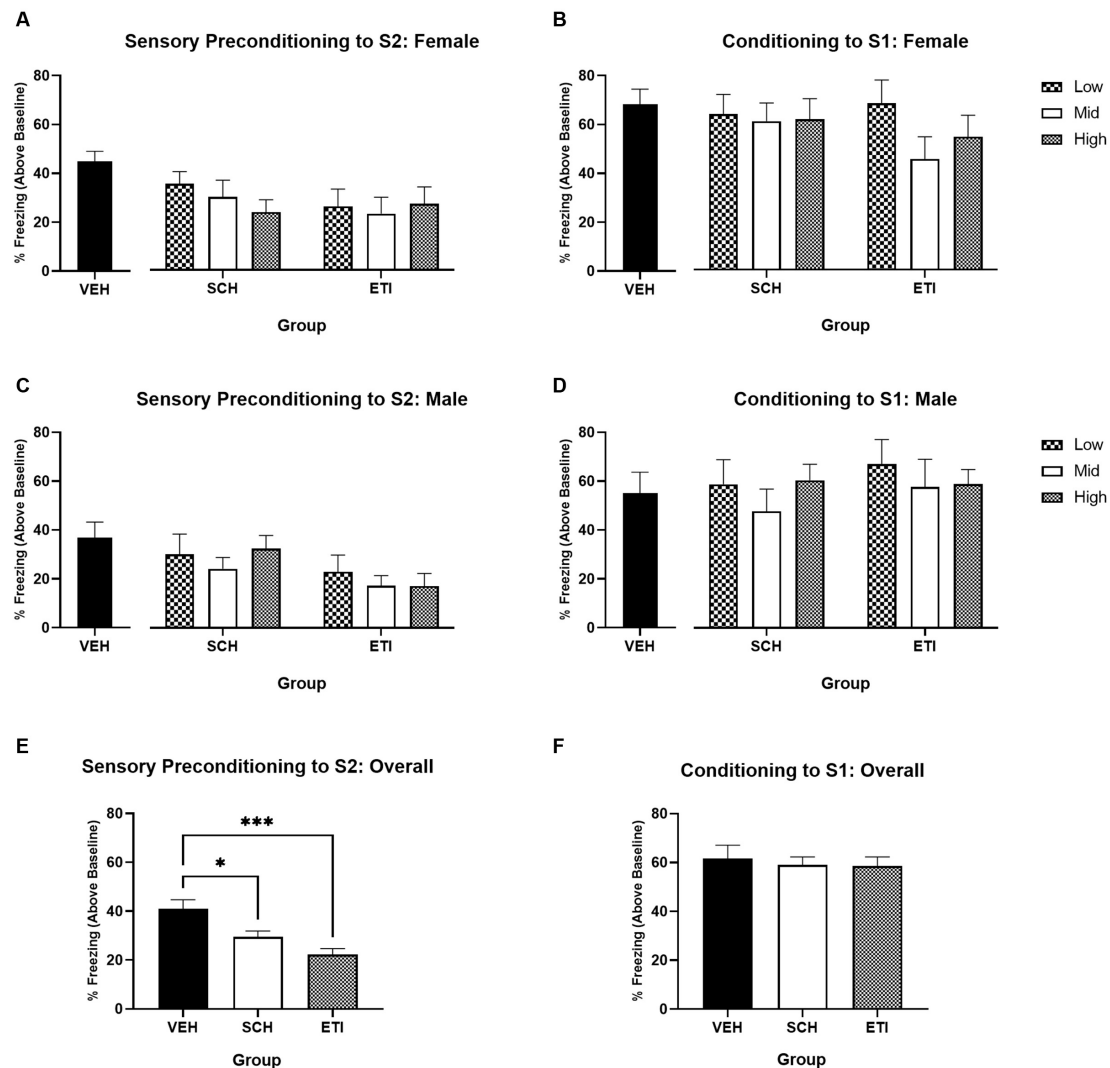 A
Sensory Preconditioning to S2: Female
% Freezing (Above Baseline)
80
60
40
20
0
VEH
SCH
ETI
Group
B
Conditioning to S1: Female
% Freezing (Above Baseline)
80
60
40
20
0
VEH
SCH
ETI
Group
Low
Mid
High
C
Sensory Preconditioning to S2: Male
% Freezing (Above Baseline)
80
60
40
20
0
VEH
SCH
ETI
Group
D
Conditioning to S1: Male
% Freezing (Above Baseline)
80
60
40
20
0
VEH
SCH
ETI
Group
Low
Mid
High
E
Sensory Preconditioning to S2: Overall
% Freezing (Above Baseline)
80
60
40
20
0
***
*
VEH
SCH
ETI
Group
F
Conditioning to S1: Overall
% Freezing (Above Baseline)
80
60
40
20
0
VEH
SCH
ETI
Group